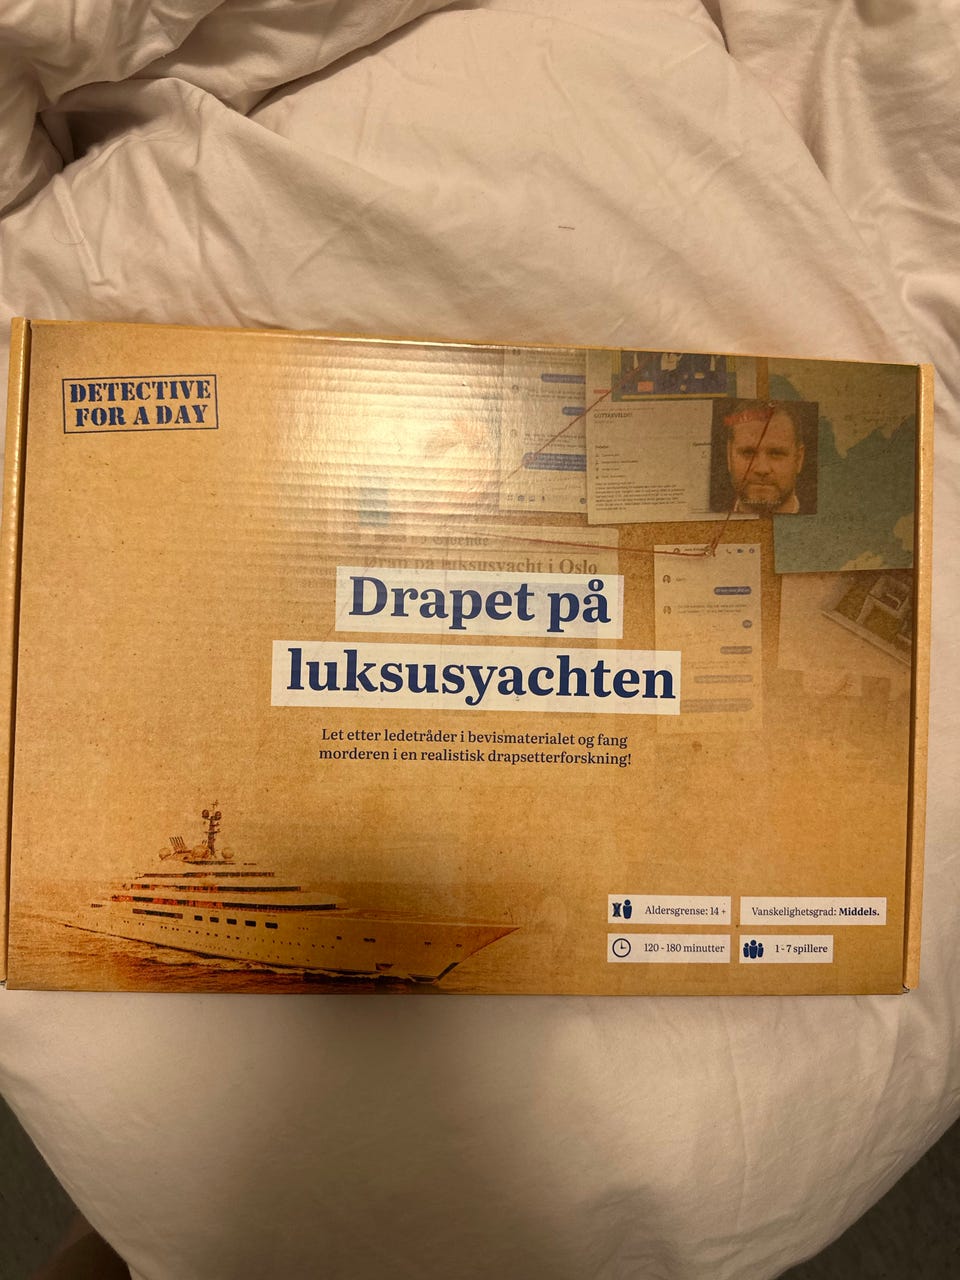 DETECTIVE
FOR A DAY
Drap på luksusyacht i Oslo
Drapet på
luksusyachten
Let etter ledetråder i bevismaterialet og fang
morderen i en realistisk drapsetterforskning!
Aldersgrense: 14 +
Vanskelighetsgrad: Middels.
120 - 180 minutter
1 - 7 spillere